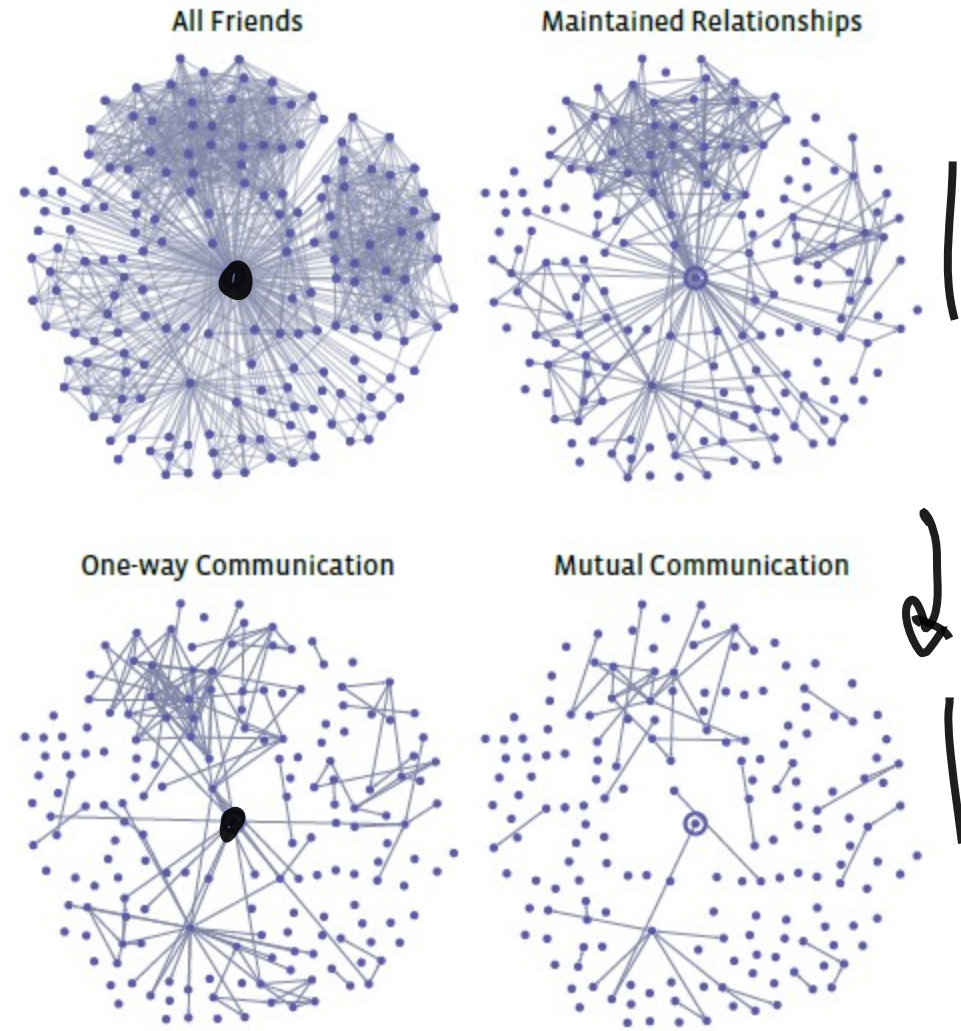 All Friends
Maintained Relationships
One-way Communication
Mutual Communication